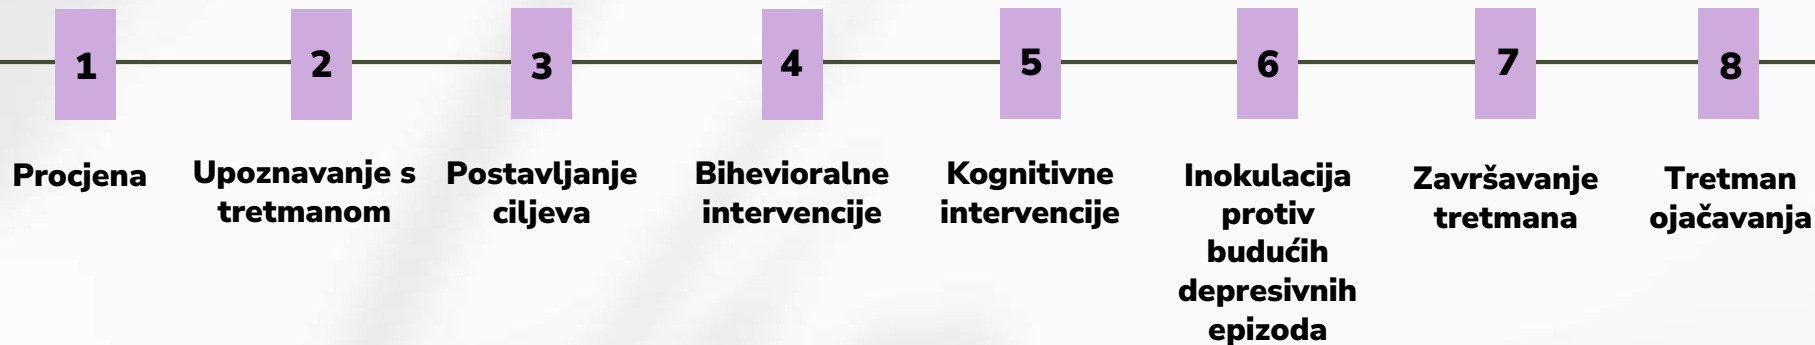 1
Procjena
2
Upoznavanje s
tretmanom
3
Postavljanje
ciljeva
4
Bihevioralne
intervencije
5
Kognitivne
intervencije
6
Inokulacija
protiv
budućih
depresivnih
epizoda
7
Završavanje
tretmana
8
Tretman
ojačavanja